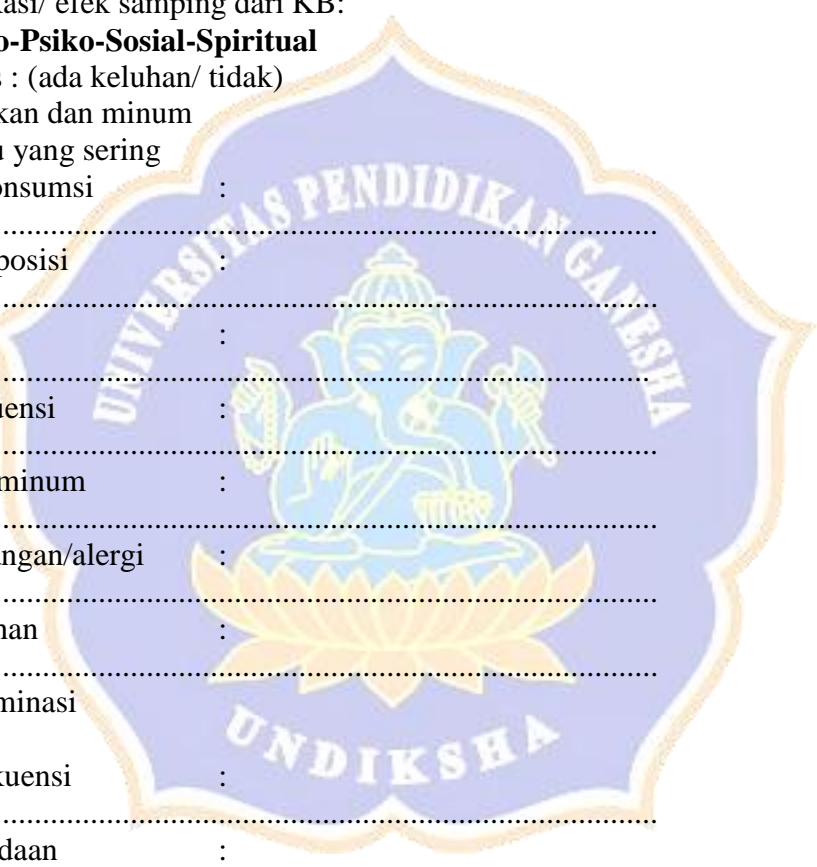 kasi/ efek samping dari KB:
o-Psiko-Sosial-Spiritual
s : (ada keluhan/ tidak)
kan dan minum
u yang sering
onsumsi :
................................................................................
posisi :
................................................................................
:
................................................................................
uensi :
................................................................................
minum :
................................................................................
angan/alergi :
................................................................................
han :
................................................................................
minasi
kuensi :
................................................................................
daan :
UNIVERSITAS PENDIDIKAN GANESHA
UNDIKSHA